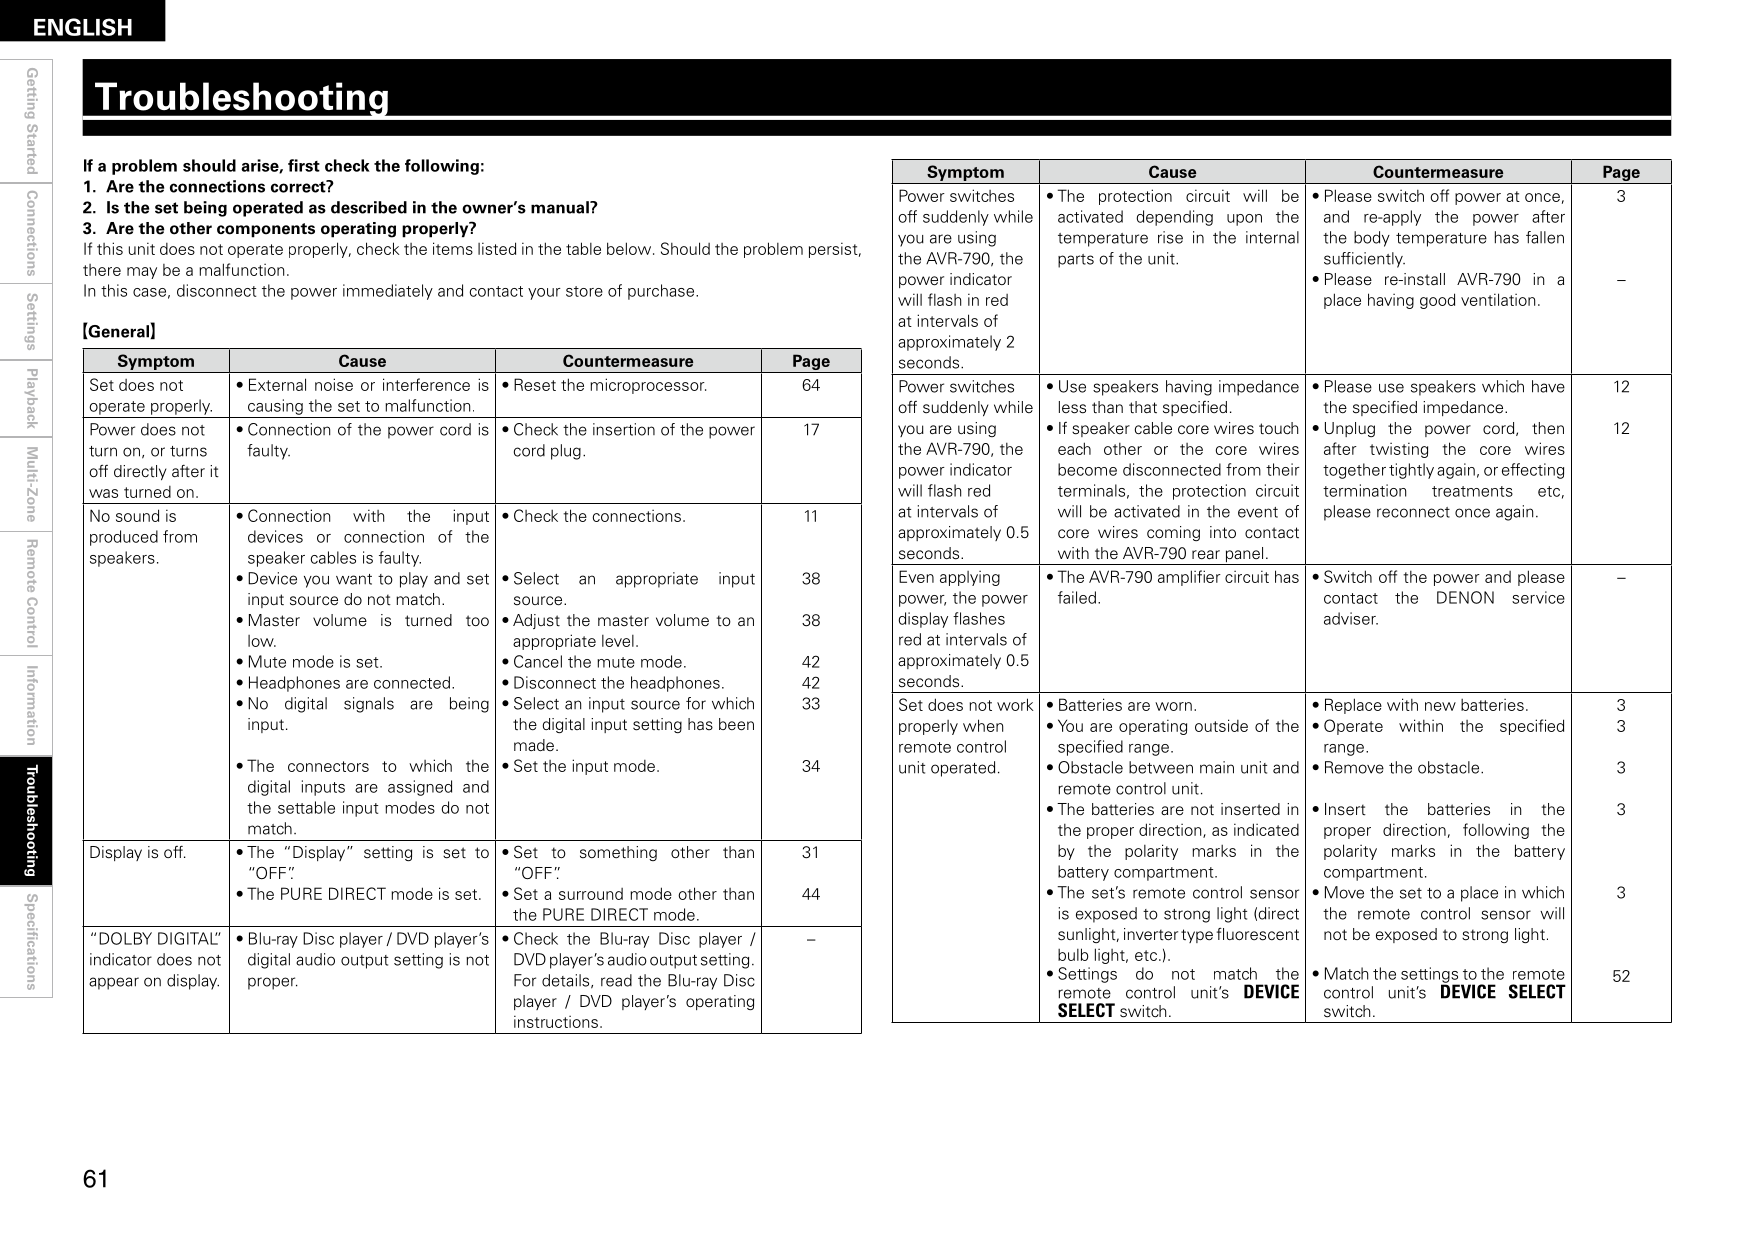 ENGLISH
Getting Started
Connections
Settings
Playback
Multi-Zone
Remote Control
Information
Troubleshooting
Specifications
Troubleshooting
If a problem should arise, first check the following:
1. Are the connections correct?
2. Is the set being operated as described in the owner's manual?
3. Are the other components operating properly?
If this unit does not operate properly, check the items listed in the table below. Should the problem persist,
there may be a malfunction.
In this case, disconnect the power immediately and contact your store of purchase.
【General】
Symptom Cause Countermeasure Page
Set does not • External noise or interference is • Reset the microprocessor. 64
operate properly. causing the set to malfunction.
Power does not • Connection of the power cord is • Check the insertion of the power 17
turn on, or turns faulty. cord plug.
off directly after it
was turned on.
No sound is • Connection with the input • Check the connections. 11
produced from devices or connection of the
speakers. speaker cables is faulty.
• Device you want to play and set • Select an appropriate input 38
input source do not match. source.
• Master volume is turned too • Adjust the master volume to an 38
low. appropriate level.
• Mute mode is set. • Cancel the mute mode. 42
• Headphones are connected. • Disconnect the headphones. 42
• No digital signals are being • Select an input source for which 33
input. the digital input setting has been
made.
• The connectors to which the • Set the input mode. 34
digital inputs are assigned and
the settable input modes do not
match.
Display is off. • The “Display” setting is set to • Set to something other than 31
“OFF”. “OFF”.
• The PURE DIRECT mode is set. • Set a surround mode other than 44
the PURE DIRECT mode.
“DOLBY DIGITAL” • Blu-ray Disc player / DVD player's • Check the Blu-ray Disc player / –
indicator does not digital audio output setting is not DVD player's audio output setting.
appear on display. proper. For details, read the Blu-ray Disc
player / DVD player's operating
instructions.
Symptom Cause Countermeasure Page
Power switches • The protection circuit will be • Please switch off power at once, 3
off suddenly while activated depending upon the and re-apply the power after
you are using temperature rise in the internal the body temperature has fallen
the AVR-790, the parts of the unit. sufficiently.
power indicator • Please re-install AVR-790 in a –
will flash in red place having good ventilation.
at intervals of
approximately 2
seconds.
Power switches • Use speakers having impedance • Please use speakers which have 12
off suddenly while less than that specified. the specified impedance.
you are using • If speaker cable core wires touch • Unplug the power cord, then 12
the AVR-790, the each other or the core wires after twisting the core wires
power indicator become disconnected from their together tightly again, or effecting
will flash red terminals, the protection circuit termination treatments etc,
at intervals of will be activated in the event of please reconnect once again.
approximately 0.5 core wires coming into contact
seconds. with the AVR-790 rear panel.
Even applying • The AVR-790 amplifier circuit has • Switch off the power and please –
power, the power failed. contact the DENON service
display flashes adviser.
red at intervals of
approximately 0.5
seconds.
Set does not work • Batteries are worn. • Replace with new batteries. 3
properly when • You are operating outside of the • Operate within the specified 3
remote control specified range. range.
unit operated. • Obstacle between main unit and • Remove the obstacle. 3
remote control unit.
• The batteries are not inserted in • Insert the batteries in the 3
the proper direction, as indicated proper direction, following the
by the polarity marks in the polarity marks in the battery
battery compartment. compartment.
• The set's remote control sensor • Move the set to a place in which 3
is exposed to strong light (direct the remote control sensor will
sunlight, inverter type fluorescent not be exposed to strong light.
bulb light, etc.).
• Settings do not match the • Match the settings to the remote 52
remote control unit's DEVICE control unit's DEVICE SELECT
SELECT switch. switch.
61